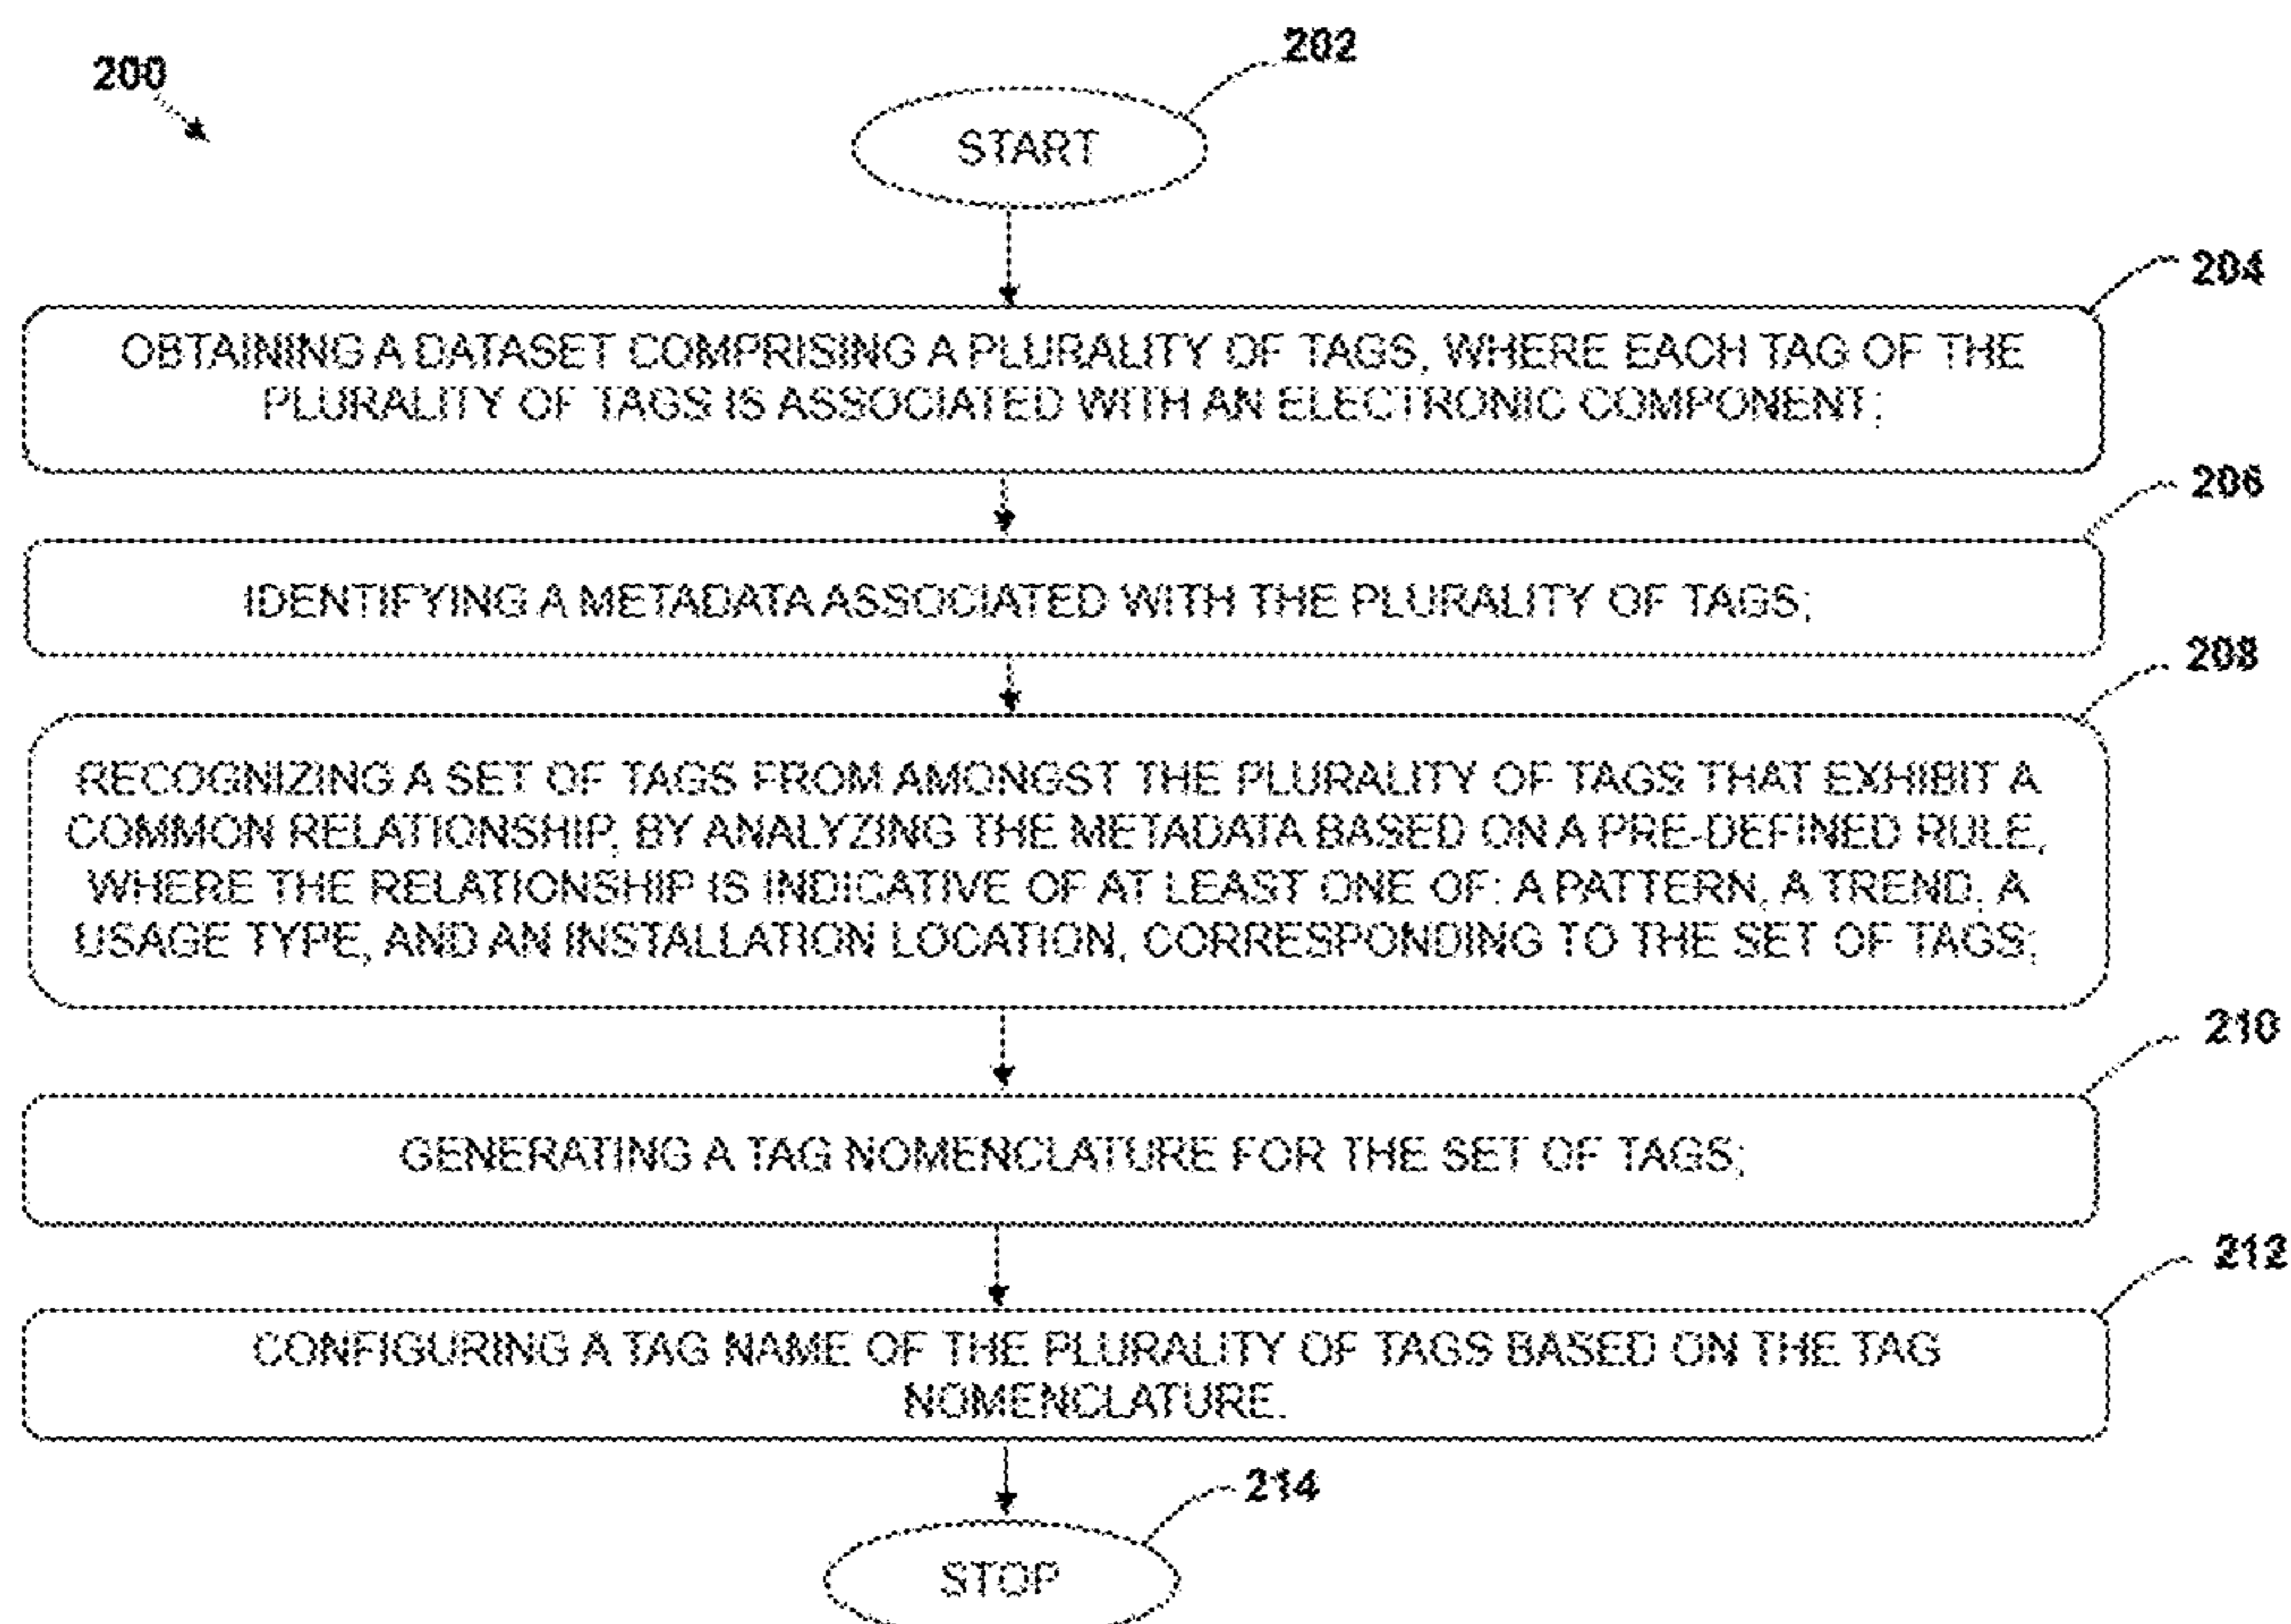 200
202
START
204
OBTAINING A DATASET COMPRISING A PLURALITY OF TAGS, WHERE EACH TAG OF THE
PLURALITY OF TAGS IS ASSOCIATED WITH AN ELECTRONIC COMPONENT;
206
IDENTIFYING A METADATA ASSOCIATED WITH THE PLURALITY OF TAGS;
208
RECOGNIZING A SET OF TAGS FROM AMONGST THE PLURALITY OF TAGS THAT EXHIBIT A
COMMON RELATIONSHIP, BY ANALYZING THE METADATA BASED ON A PRE-DEFINED RULE,
WHERE THE RELATIONSHIP IS INDICATIVE OF AT LEAST ONE OF: A PATTERN, A TREND, A
USAGE TYPE, AND AN INSTALLATION LOCATION, CORRESPONDING TO THE SET OF TAGS;
210
GENERATING A TAG NOMENCLATURE FOR THE SET OF TAGS;
212
CONFIGURING A TAG NAME OF THE PLURALITY OF TAGS BASED ON THE TAG
NOMENCLATURE.
214
STOP